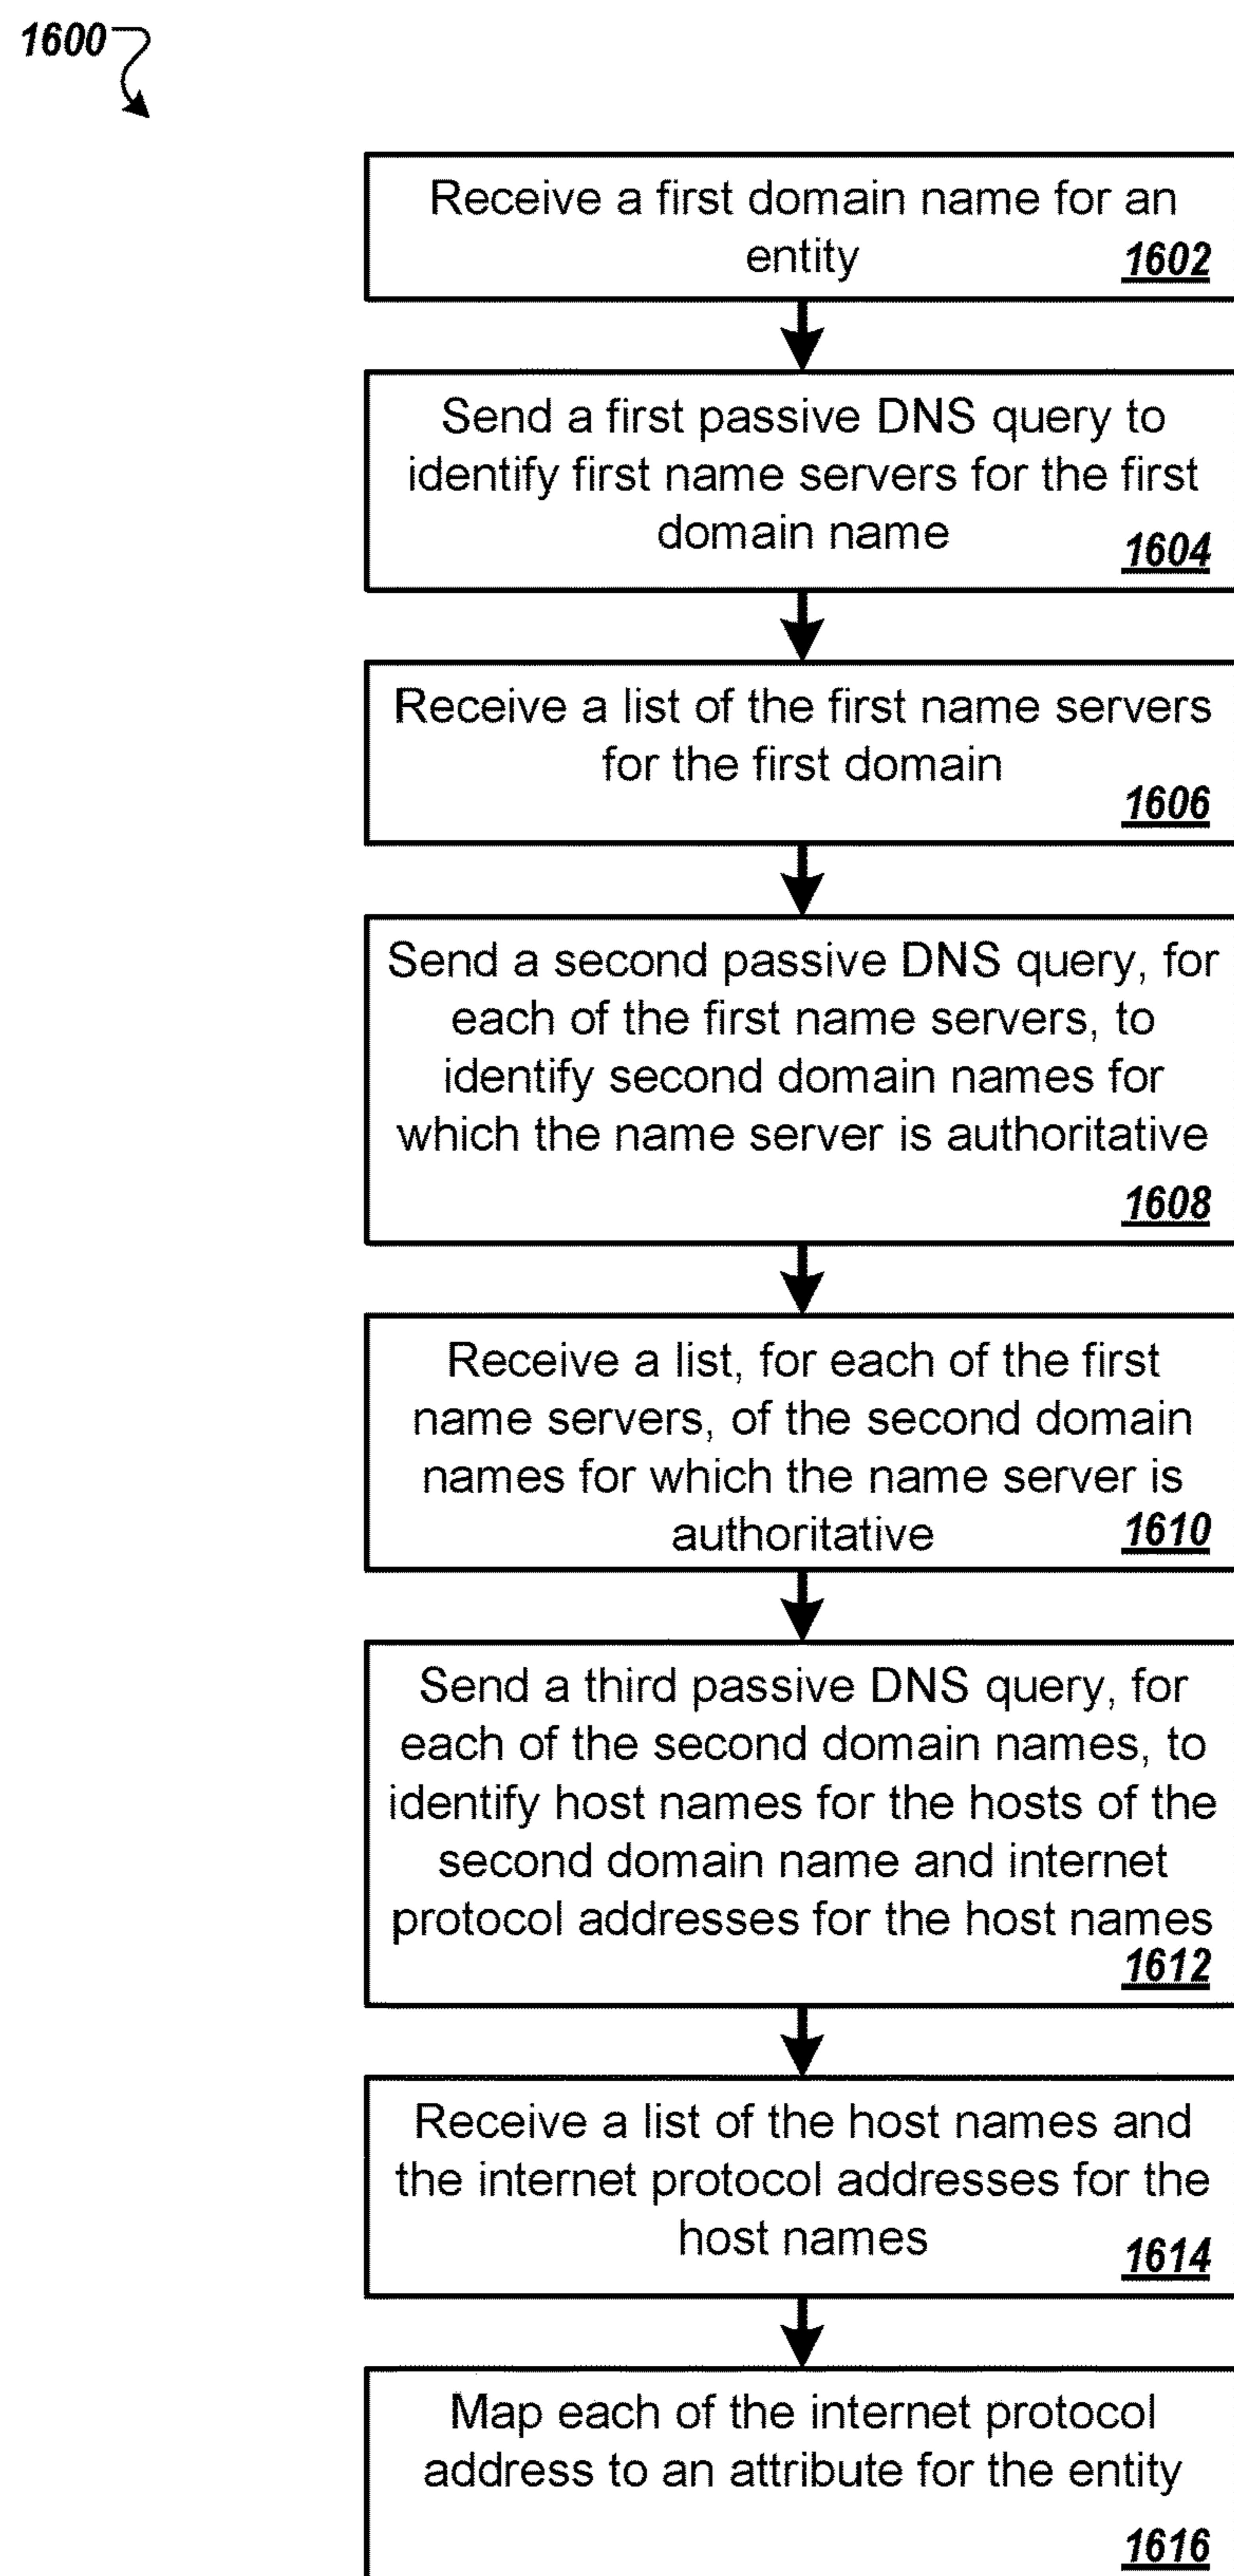 1600
Receive a first domain name for an
entity 1602
Send a first passive DNS query to
identify first name servers for the first
domain name 1604
Receive a list of the first name servers
for the first domain
1606
Send a second passive DNS query, for
each of the first name servers, to
identify second domain names for
which the name server is authoritative
1608
Receive a list, for each of the first
name servers, of the second domain
names for which the name server is
authoritative 1610
Send a third passive DNS query, for
each of the second domain names, to
identify host names for the hosts of the
second domain name and internet
protocol addresses for the host names
1612
Receive a list of the host names and
the internet protocol addresses for the
host names 1614
Map each of the internet protocol
address to an attribute for the entity
1616